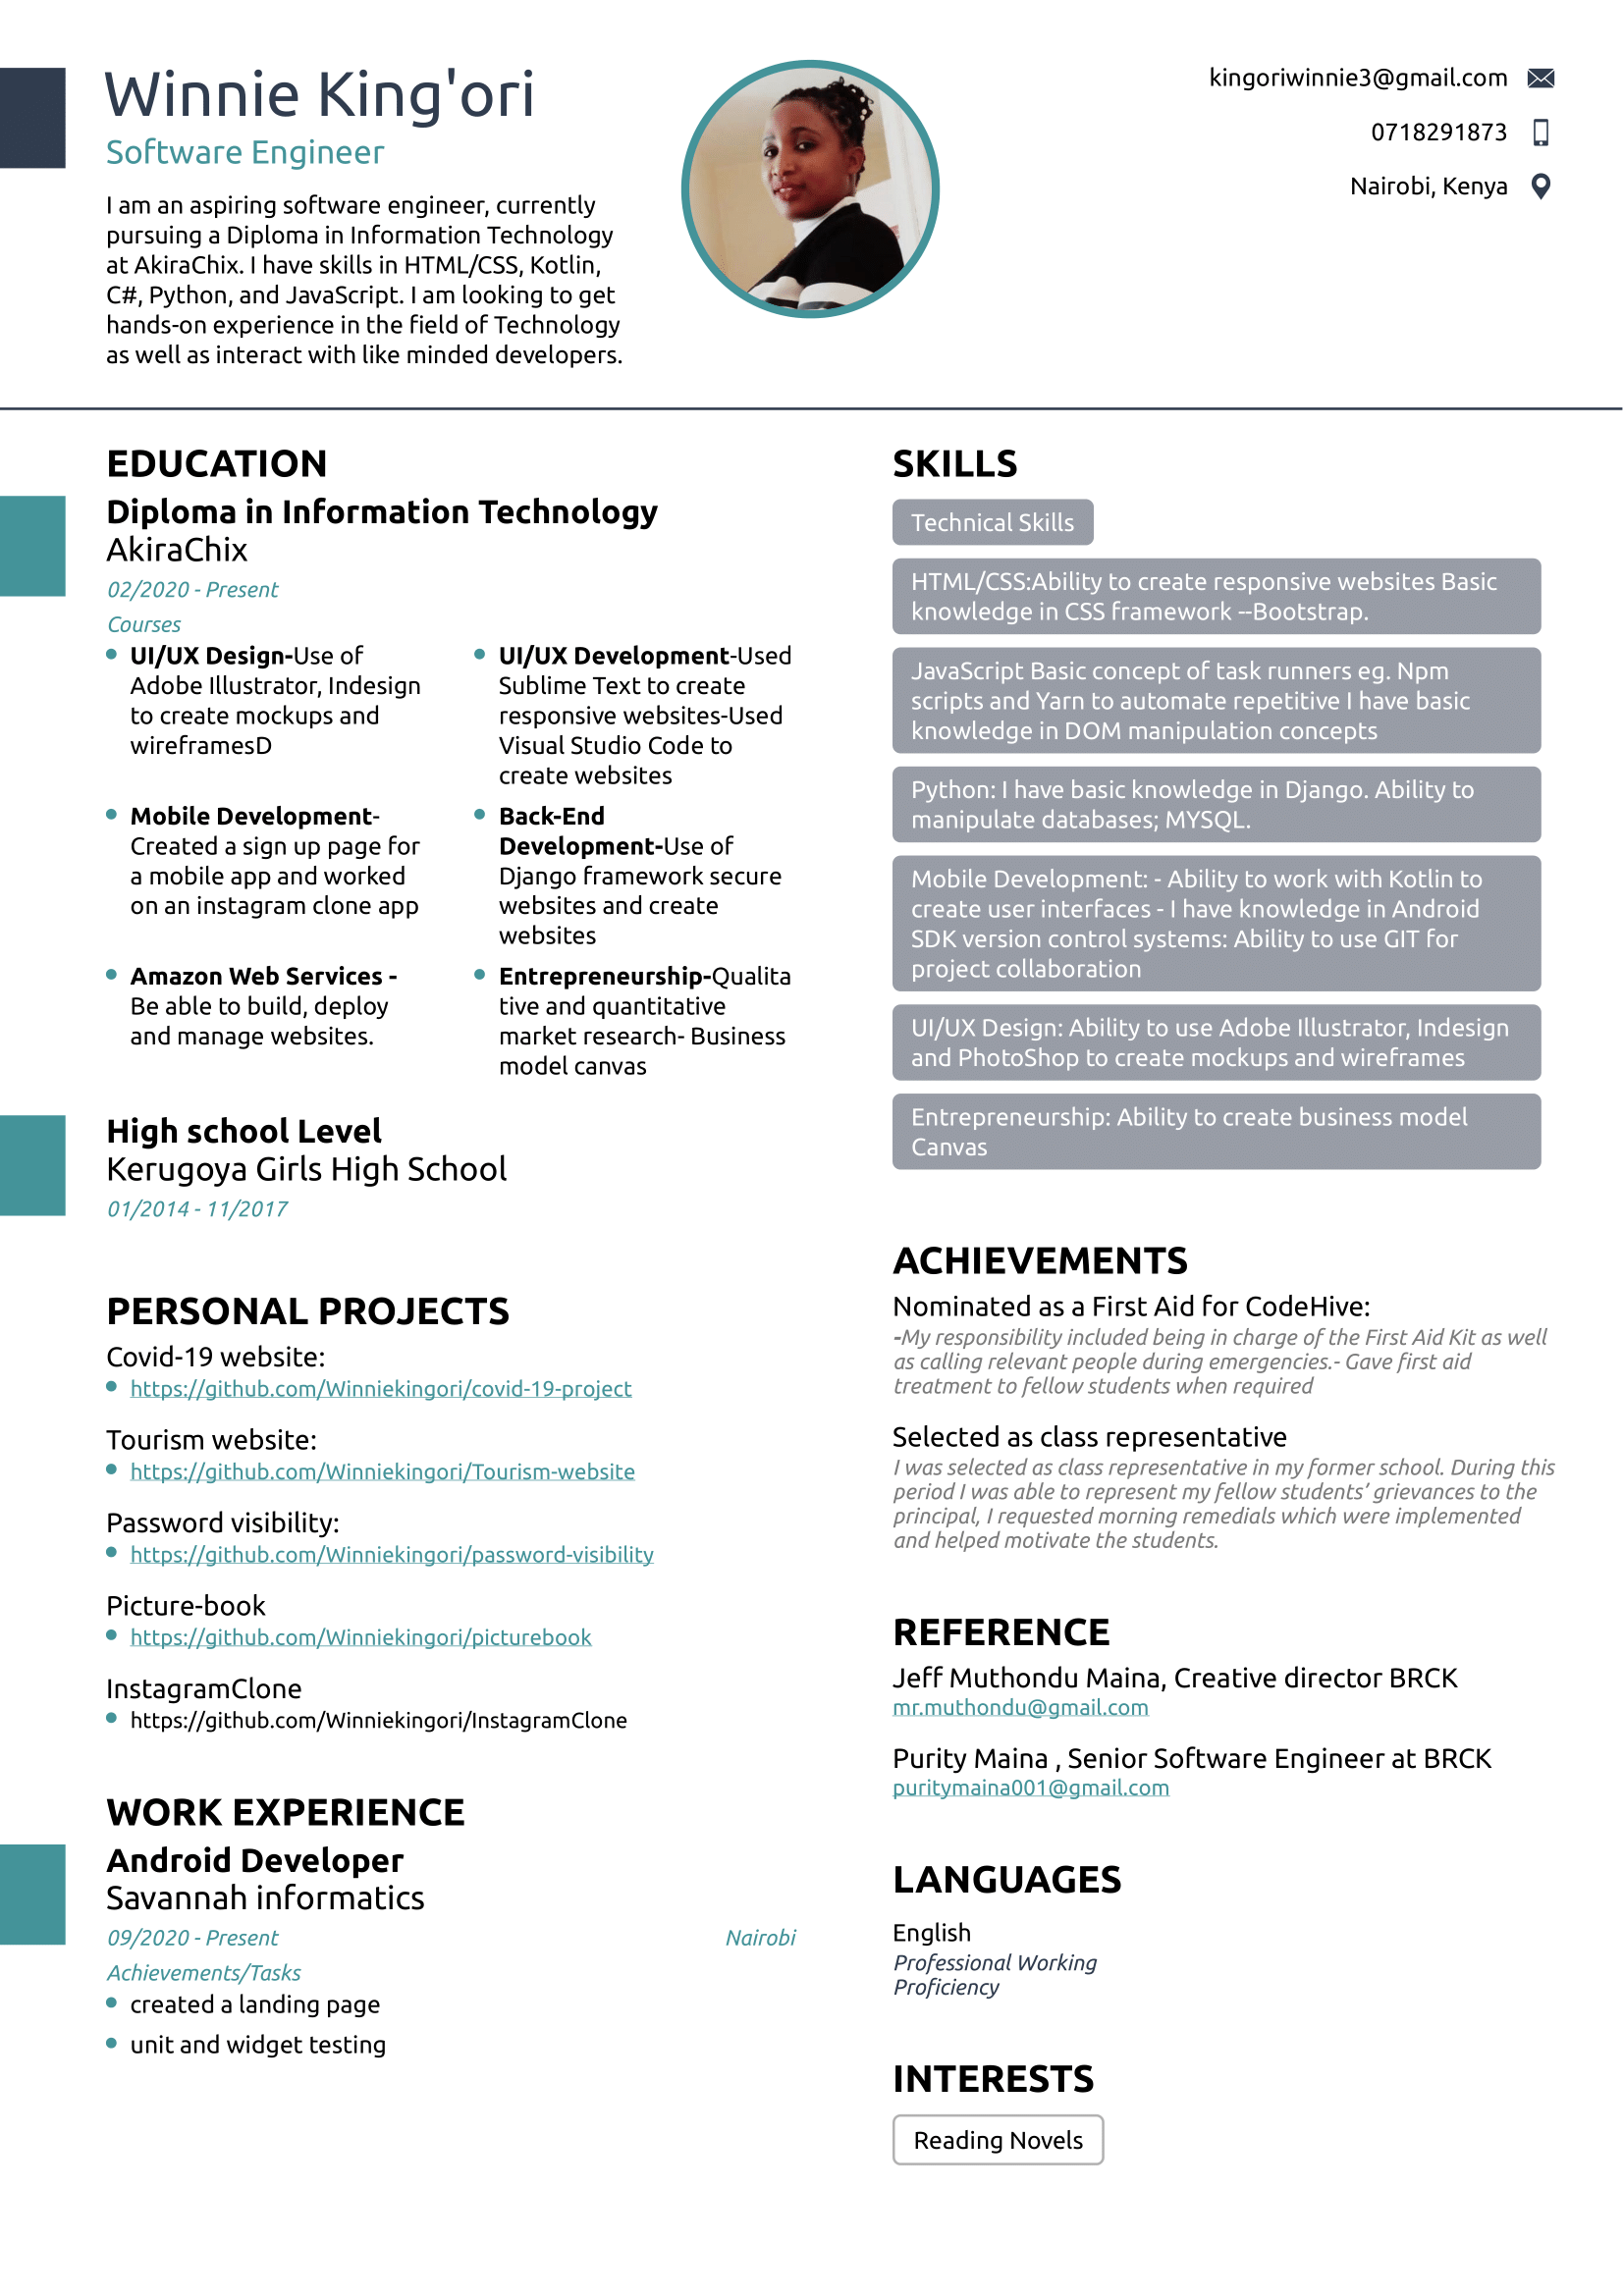 Winnie King'ori
Software Engineer
I am an aspiring software engineer, currently
pursuing a Diploma in Information Technology
at AkiraChix. I have skills in HTML/CSS, Kotlin,
C#, Python, and JavaScript. I am looking to get
hands-on experience in the field of Technology
as well as interact with like minded developers.
kingoriwinnie3@gmail.com
0718291873
Nairobi, Kenya
EDUCATION
Diploma in Information Technology
AkiraChix
02/2020 - Present
Courses
UI/UX Design-Use of
Adobe Illustrator, Indesign
to create mockups and
wireframesD
UI/UX Development-Used
Sublime Text to create
responsive websites-Used
Visual Studio Code to
create websites
Mobile Development-
Created a sign up page for
a mobile app and worked
on an instagram clone app
Back-End
Development-Use of
Django framework secure
websites and create
websites
Amazon Web Services -
Be able to build, deploy
and manage websites.
Entrepreneurship-Qualita
tive and quantitative
market research- Business
model canvas
High school Level
Kerugoya Girls High School
01/2014 - 11/2017
PERSONAL PROJECTS
Covid-19 website:
https://github.com/Winniekingori/covid-19-project
Tourism website:
https://github.com/Winniekingori/Tourism-website
Password visibility:
https://github.com/Winniekingori/password-visibility
Picture-book
https://github.com/Winniekingori/picturebook
InstagramClone
https://github.com/Winniekingori/InstagramClone
WORK EXPERIENCE
Android Developer
Savannah informatics
09/2020 - Present Nairobi
Achievements/Tasks
created a landing page
unit and widget testing
SKILLS
Technical Skills
HTML/CSS:Ability to create responsive websites Basic
knowledge in CSS framework --Bootstrap.
JavaScript Basic concept of task runners eg. Npm
scripts and Yarn to automate repetitive I have basic
knowledge in DOM manipulation concepts
Python: I have basic knowledge in Django. Ability to
manipulate databases; MYSQL.
Mobile Development: - Ability to work with Kotlin to
create user interfaces - I have knowledge in Android
SDK version control systems: Ability to use GIT for
project collaboration
UI/UX Design: Ability to use Adobe Illustrator, Indesign
and PhotoShop to create mockups and wireframes
Entrepreneurship: Ability to create business model
Canvas
ACHIEVEMENTS
Nominated as a First Aid for CodeHive:
-My responsibility included being in charge of the First Aid Kit as well
as calling relevant people during emergencies.- Gave first aid
treatment to fellow students when required
Selected as class representative
I was selected as class representative in my former school. During this
period I was able to represent my fellow students’ grievances to the
principal, I requested morning remedials which were implemented
and helped motivate the students.
REFERENCE
Jeff Muthondu Maina, Creative director BRCK
mr.muthondu@gmail.com
Purity Maina , Senior Software Engineer at BRCK
puritymaina001@gmail.com
LANGUAGES
English
Professional Working
Proficiency
INTERESTS
Reading Novels